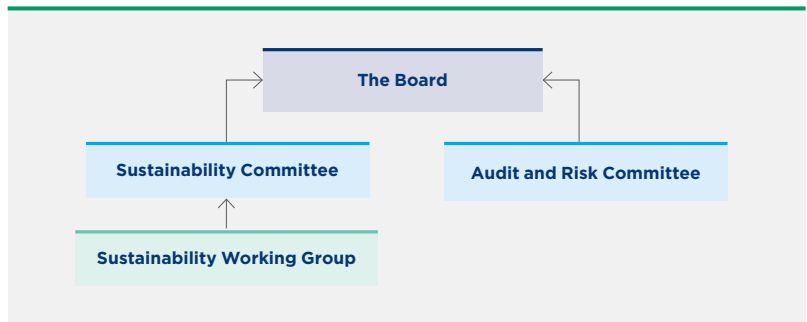 The Board
Sustainability Committee
Audit and Risk Committee
Sustainability Working Group